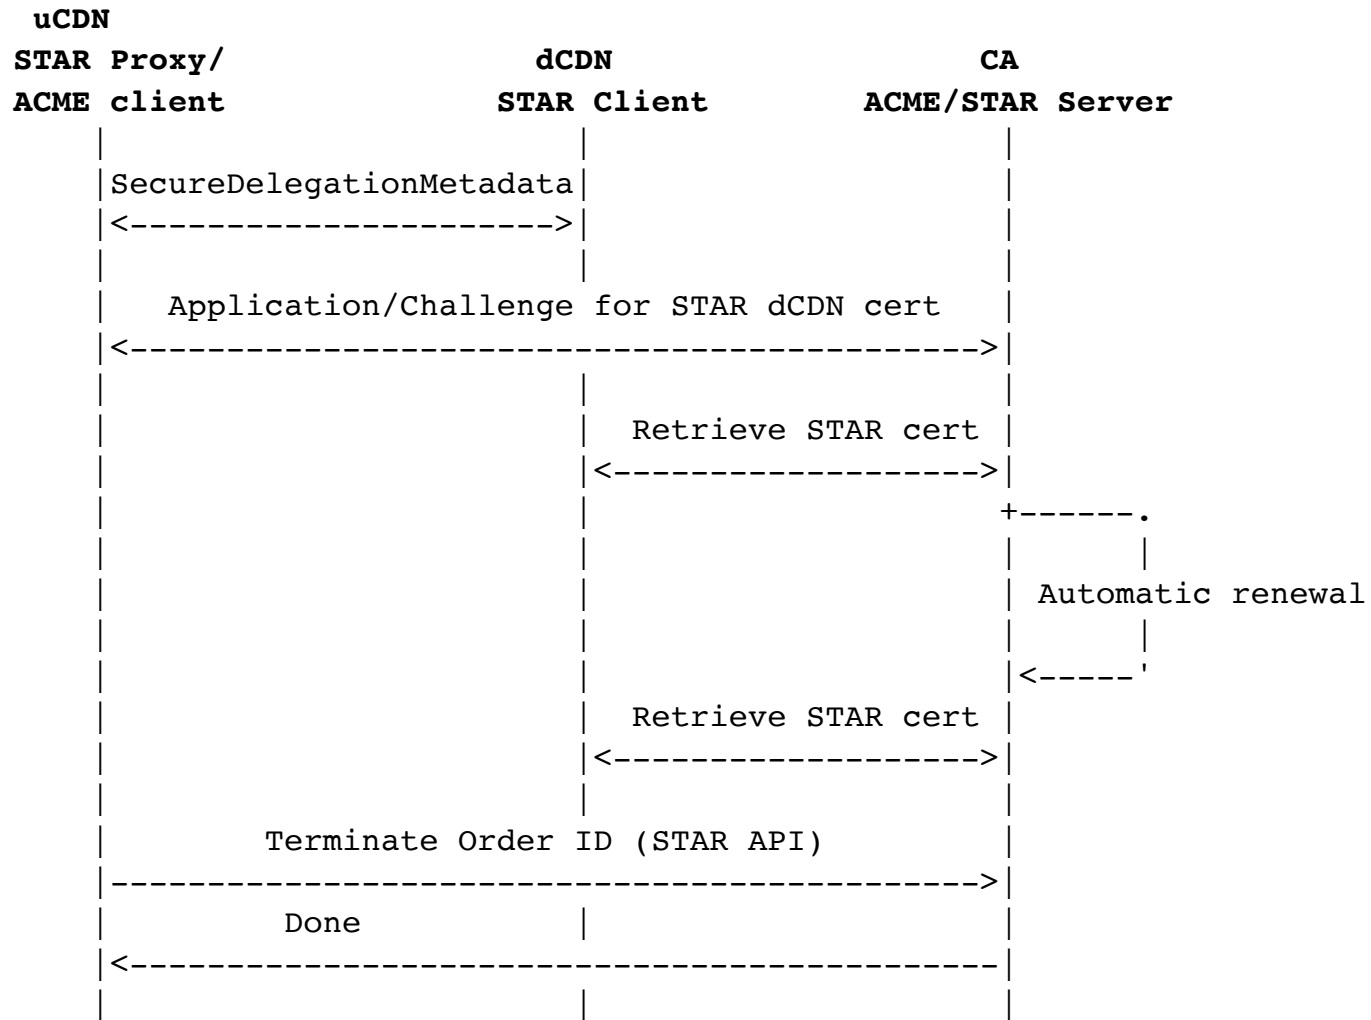 uCDN
STAR Proxy/ dCDN CA
ACME client STAR Client ACME/STAR Server
SecureDelegationMetadata
Application/Challenge for STAR dCDN cert
Retrieve STAR cert
Automatic renewal
Retrieve STAR cert
Terminate Order ID (STAR API)
Done